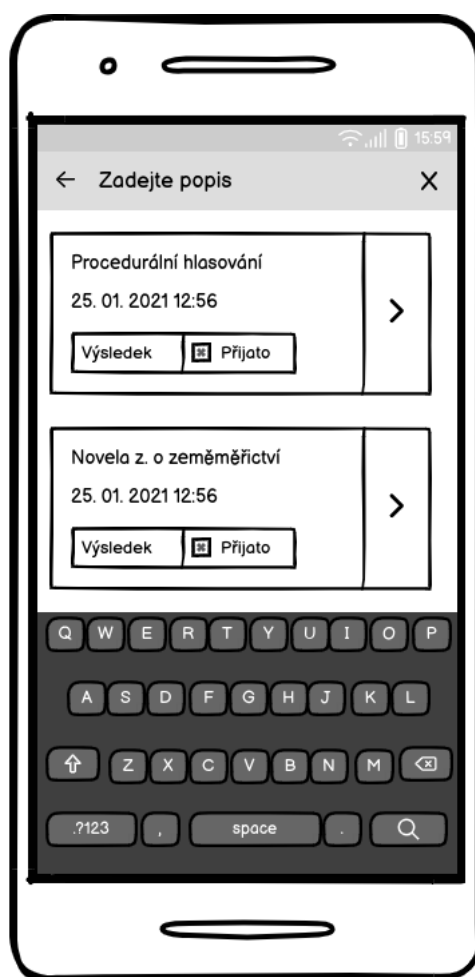 15:59
Zadejte popis
Procedurální hlasování
25. 01. 2021 12:56
Výsledek Přijato
Novela z. o zeměměřictví
25. 01. 2021 12:56
Výsledek Přijato
Q W E R T Y U I O P
A S D F G H J K L
Z X C V B N M
.?123 , space .